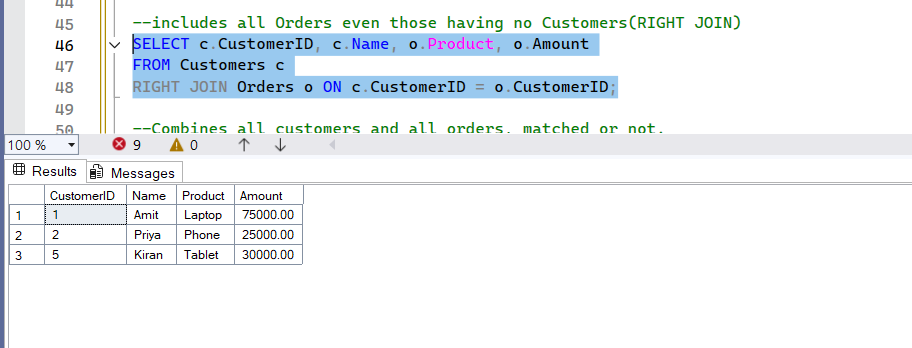 44
45 --includes all Orders even those having no Customers(RIGHT JOIN)
46 SELECT c.CustomerID, c.Name, o.Product, o.Amount
47 FROM Customers c
48 RIGHT JOIN Orders o ON c.CustomerID = o.CustomerID;
49
50 --Combines all customers and all orders, matched or not.
100 % 9 0
Results Messages
CustomerID Name Product Amount
1 1 Amit Laptop 75000.00
2 2 Priya Phone 25000.00
3 5 Kiran Tablet 30000.00